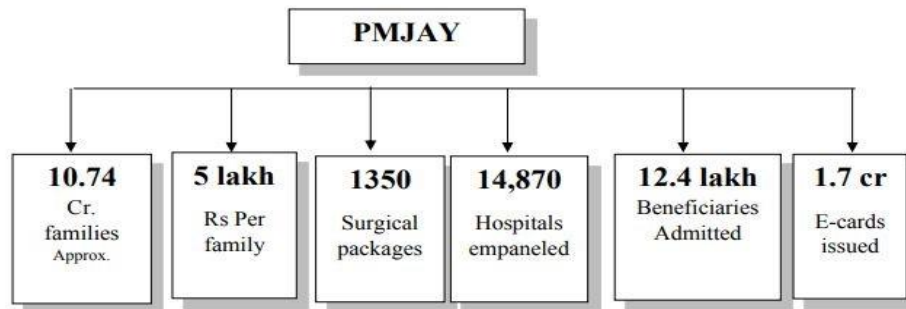 PMJAY
10.74
Cr.
families
Approx.
5 lakh
Rs Per
family
1350
Surgical
packages
14,870
Hospitals
empaneled
12.4 lakh
Beneficiaries
Admitted
1.7 cr
E-cards
issued